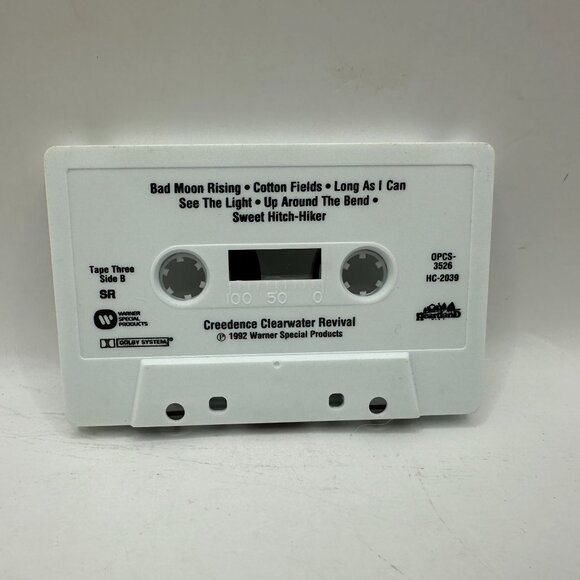 Bad Moon Rising • Cotton Fields • Long As I Can
See The Light • Up Around The Bend •
Sweet Hitch-Hiker
Tape Three
Side B
SR
OPCS-
3526
HC-2039
100 50 0
WARNER
SPECIAL
PRODUCTS
Heartland
DOLBY SYSTEM
Creedence Clearwater Revival
℗ 1992 Warner Special Products